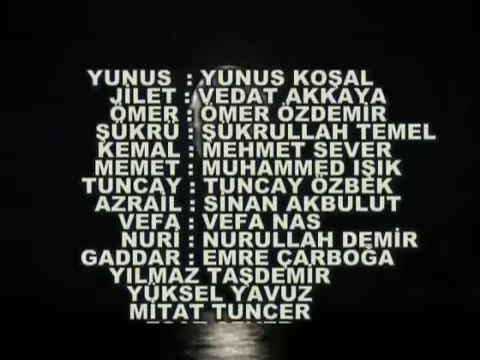 YUNUS : YUNUS KOŞAL
JİLET : VEDAT AKKAYA
ÖMER : ÖMER ÖZDEMİR
ŞÜKRÜ : ŞÜKRULLAH TEMEL
KEMAL : MEHMET SEVER
MEMET : MUHAMMED IŞIK
TUNCAY : TUNCAY ÖZBEK
AZRAİL : SİNAN AKBULUT
VEFA : VEFA NAS
NURİ : NURULLAH DEMİR
GADDAR : EMRE ÇARBOĞA
YILMAZ TAŞDEMİR
YÜKSEL YAVUZ
MİTAT TUNCER